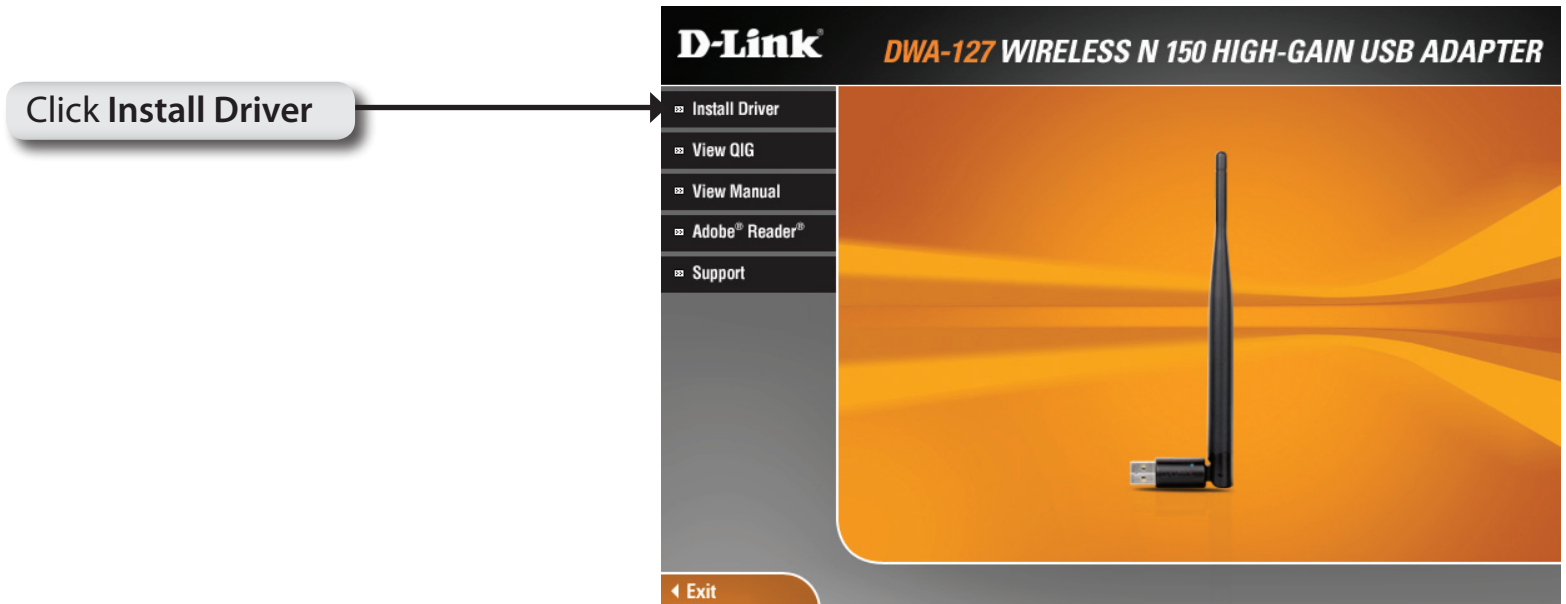 D-Link®
DWA-127 WIRELESS N 150 HIGH-GAIN USB ADAPTER
Click Install Driver
Install Driver
View QIG
View Manual
Adobe® Reader®
Support
Exit